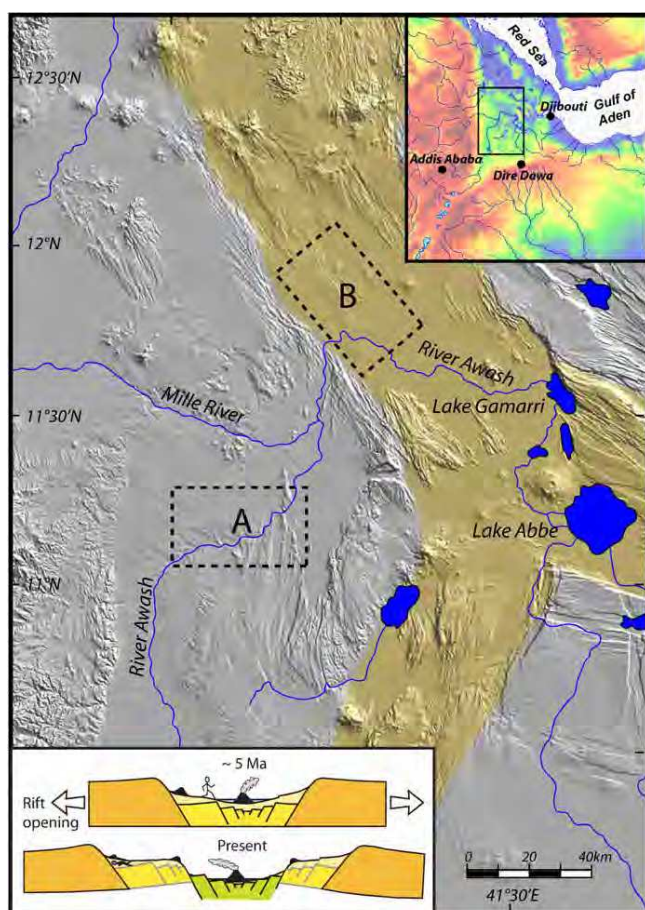 12°30'N
12°N
11°30'N
11°N
Red Sea
Djibouti
Gulf of
Aden
Addis Ababa
Dire Dawa
B
River Awash
Mille River
Lake Gamarri
A
Lake Abbe
River Awash
~ 5 Ma
Rift
opening
Present
0 20 40km
41°30'E